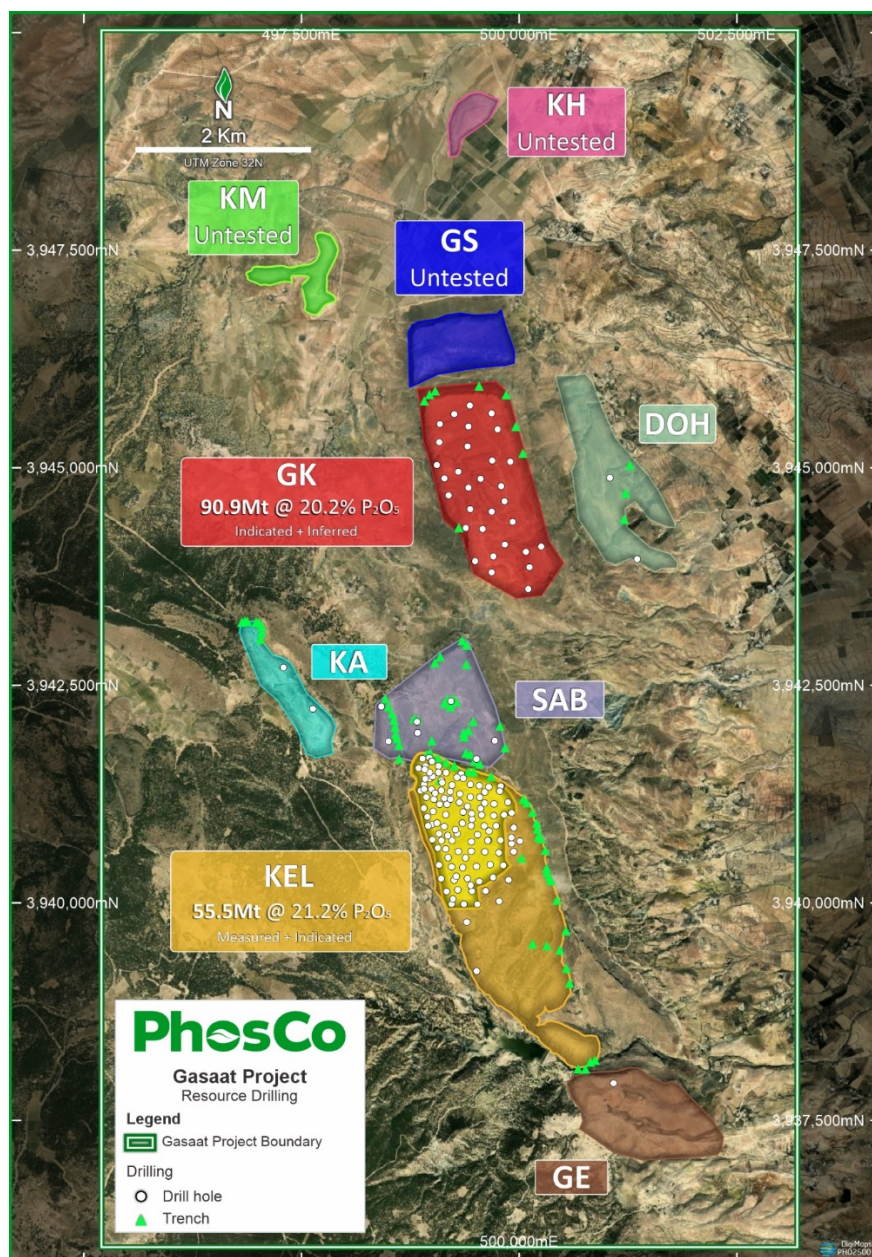 497,500mE 500,000mE 502,500mE
N
2 Km
UTM Zone 32N
KH
Untested
KM
Untested
GS
Untested
3,947,500mN 3,947,500mN
DOH
3,945,000mN 3,945,000mN
GK
90.9Mt @ 20.2% P₂O₅
Indicated + Inferred
KA
SAB
3,942,500mN 3,942,500mN
KEL
55.5Mt @ 21.2% P₂O₅
Measured + Indicated
3,940,000mN 3,940,000mN
PhosCo
Gasaat Project
Resource Drilling
Legend
Gasaat Project Boundary
Drilling
Drill hole
Trench
3,937,500mN
GE
500,000mE
DigiMaps
PHO2500